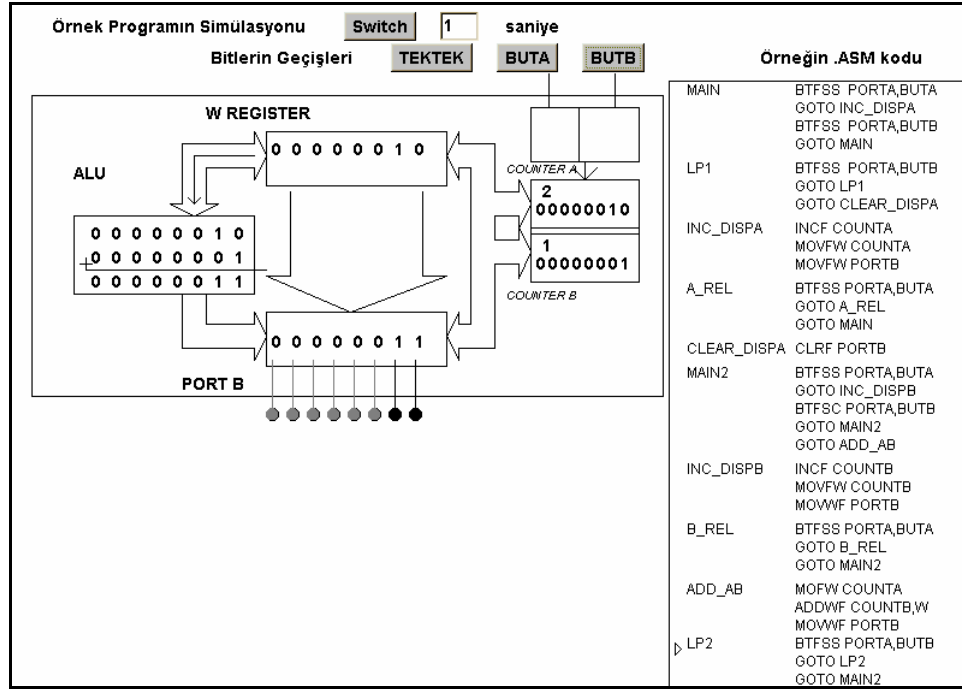 Örnek Programın Simülasyonu Switch 1 saniye
Bitlerin Geçişleri TEKTEK BUTA BUTB
W REGISTER
0 0 0 0 0 0 1 0
ALU
0 0 0 0 0 0 1 0
0 0 0 0 0 0 0 1
0 0 0 0 0 0 1 1
COUNTER A
2
00000010
1
00000001
COUNTER B
0 0 0 0 0 0 1 1
PORT B
Örneğin .ASM kodu
MAIN BTFSS PORTA,BUTA
GOTO INC_DISPA
BTFSS PORTA,BUTB
GOTO MAIN
LP1 BTFSS PORTA,BUTB
GOTO LP1
GOTO CLEAR_DISPA
INC_DISPA INCF COUNTA
MOVFW COUNTA
MOVFW PORTB
A_REL BTFSS PORTA,BUTA
GOTO A_REL
GOTO MAIN
CLEAR_DISPA CLRF PORTB
MAIN2 BTFSS PORTA,BUTA
GOTO INC_DISPB
BTFSC PORTA,BUTB
GOTO MAIN2
GOTO ADD_AB
INC_DISPB INCF COUNTB
MOVFW COUNTB
MOVWF PORTB
B_REL BTFSS PORTA,BUTA
GOTO B_REL
GOTO MAIN2
ADD_AB MOFW COUNTA
ADDWF COUNTB,W
MOVWF PORTB
LP2 BTFSS PORTA,BUTB
GOTO LP2
GOTO MAIN2